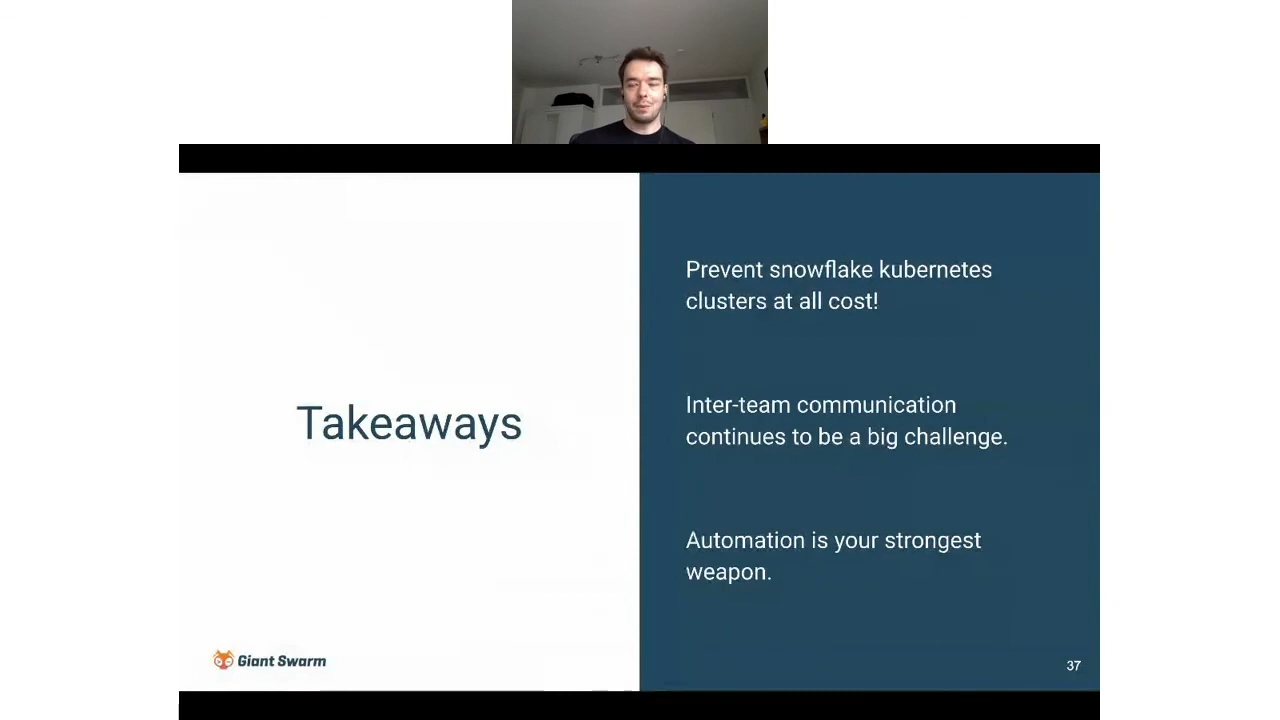 Prevent snowflake kubernetes
clusters at all cost!
Takeaways
Inter-team communication
continues to be a big challenge.
Automation is your strongest
weapon.
Giant Swarm
37